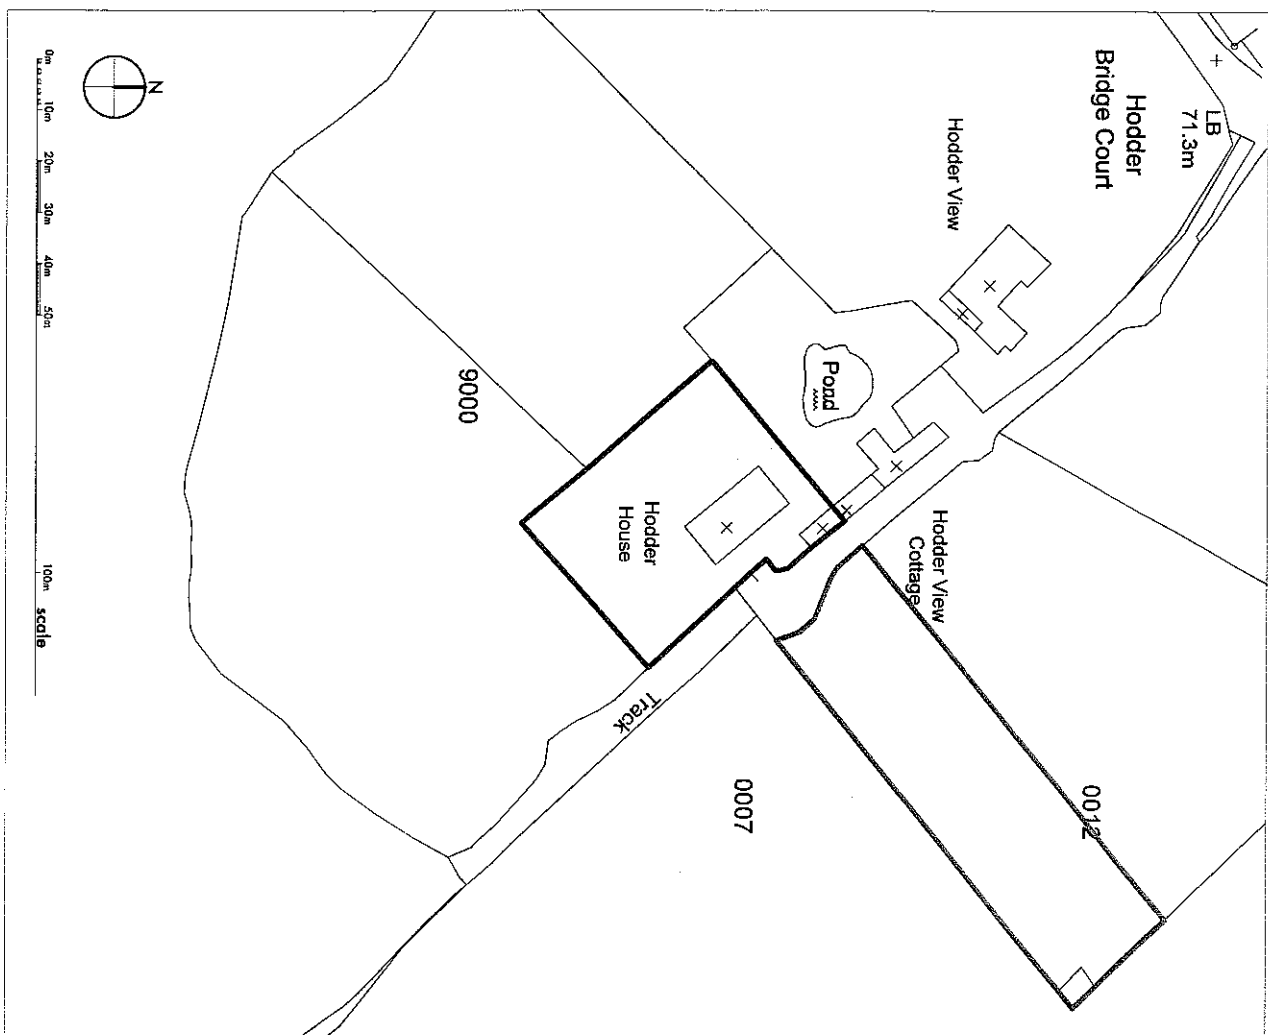 LB
71.3m
Hodder
Bridge Court
0012
Hodder View
Hodder View
Cottage
Pond
0007
Hodder
House
Track
9000
N
0m 10m 20m 30m 40m 50m 100m scale